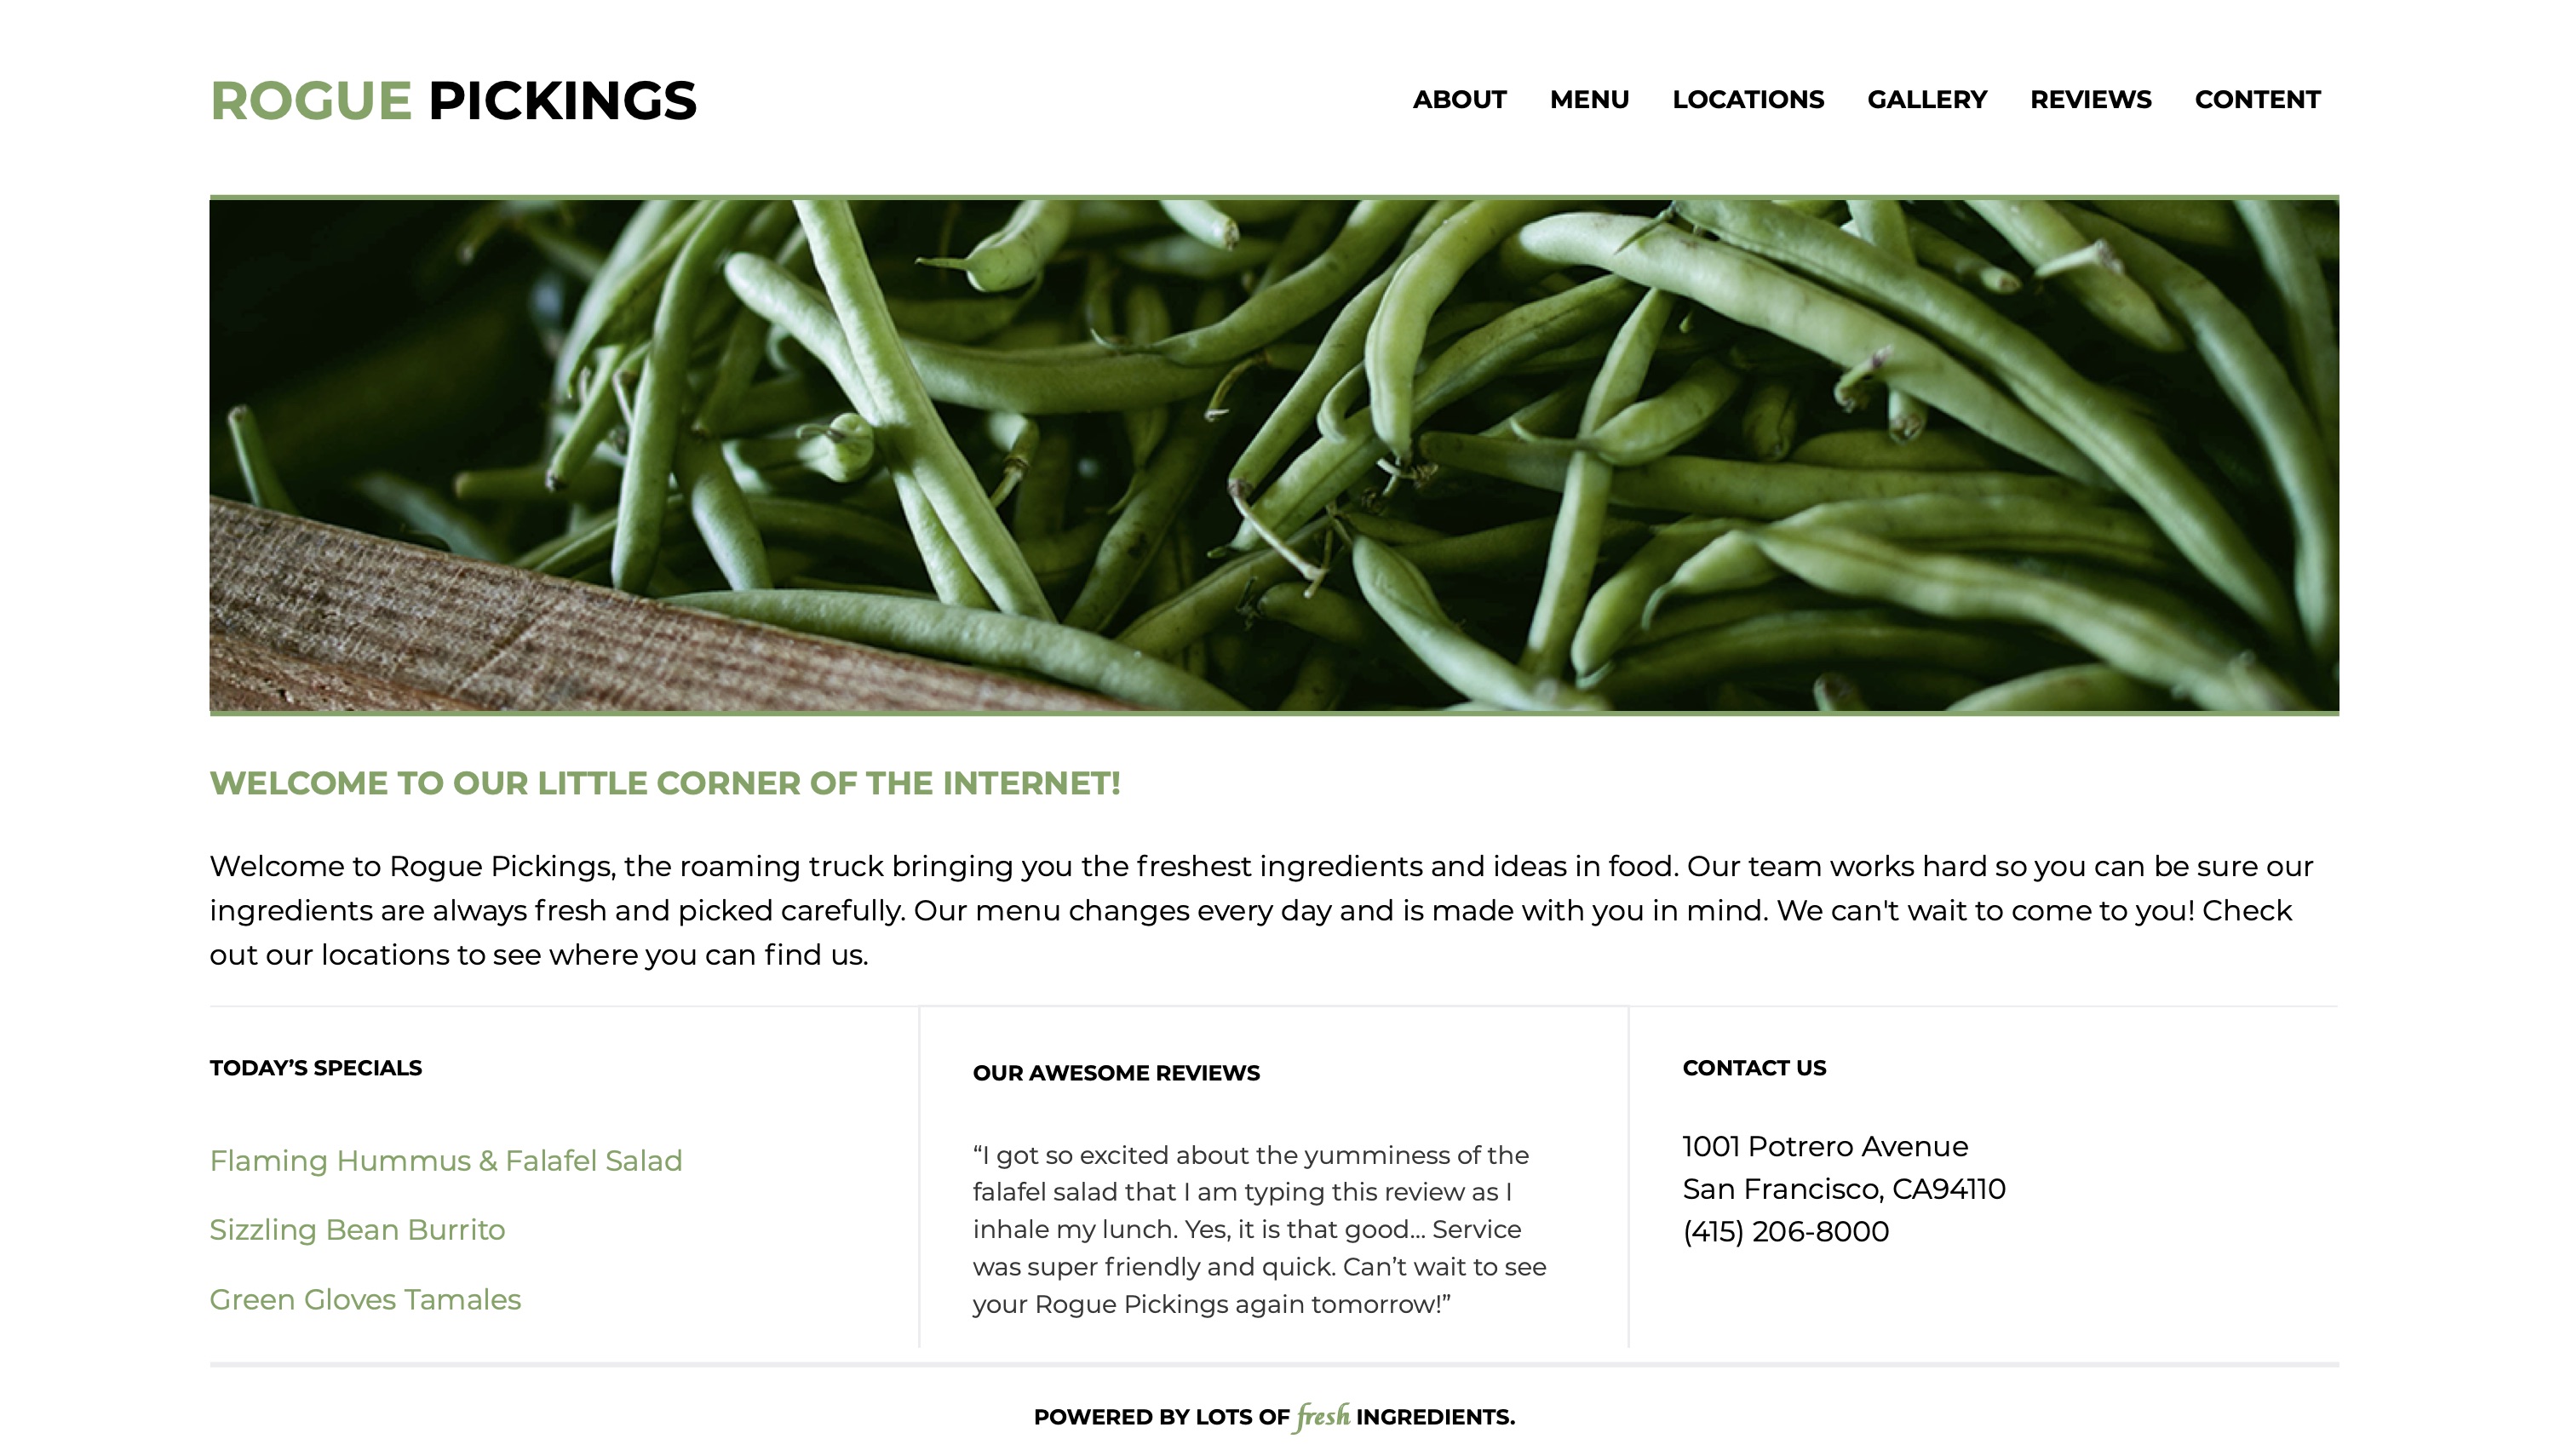 ROGUE PICKINGS
ABOUT MENU LOCATIONS GALLERY REVIEWS CONTENT
WELCOME TO OUR LITTLE CORNER OF THE INTERNET!
Welcome to Rogue Pickings, the roaming truck bringing you the freshest ingredients and ideas in food. Our team works hard so you can be sure our
ingredients are always fresh and picked carefully. Our menu changes every day and is made with you in mind. We can't wait to come to you! Check
out our locations to see where you can find us.
TODAY’S SPECIALS
Flaming Hummus & Falafel Salad
Sizzling Bean Burrito
Green Gloves Tamales
OUR AWESOME REVIEWS
“I got so excited about the yumminess of the
falafel salad that I am typing this review as I
inhale my lunch. Yes, it is that good... Service
was super friendly and quick. Can’t wait to see
your Rogue Pickings again tomorrow!”
CONTACT US
1001 Potrero Avenue
San Francisco, CA94110
(415) 206-8000
POWERED BY LOTS OF fresh INGREDIENTS.